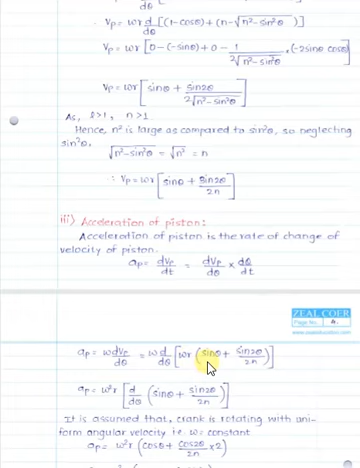 dθ
∴ Vp = ωr d/dθ [(1-cosθ) + (n-√n²-sin²θ)]
Vp = ωr [0-(-sinθ) + 0 - 1/2√n²-sin²θ × (-2sinθ cosθ)
Vp = ωr [sinθ + sin2θ/2√n²-sin²θ]
As, l>1, n>1
Hence, n² is large as compared to sin²θ, so neglecting
sin²θ,
√n²-sin²θ = √n² = n
∴ Vp = ωr [sinθ + sin2θ/2n]
iii) Acceleration of piston:
Acceleration of piston is the rate of change of
velocity of piston.
ap = dVp/dt = dVp/dθ × dθ/dt
ZEAL COER
Page No. 4.
ap = ω dVp/dθ = ω d/dθ [ωr (sinθ + sin2θ/2n)]
ap = ω²r [d/dθ (sinθ + sin2θ/2n)]
It is assumed that, crank is rotating with uni-
form angular velocity i.e. ω = constant
ap = ω²r (cosθ + cos2θ/2n × 2)